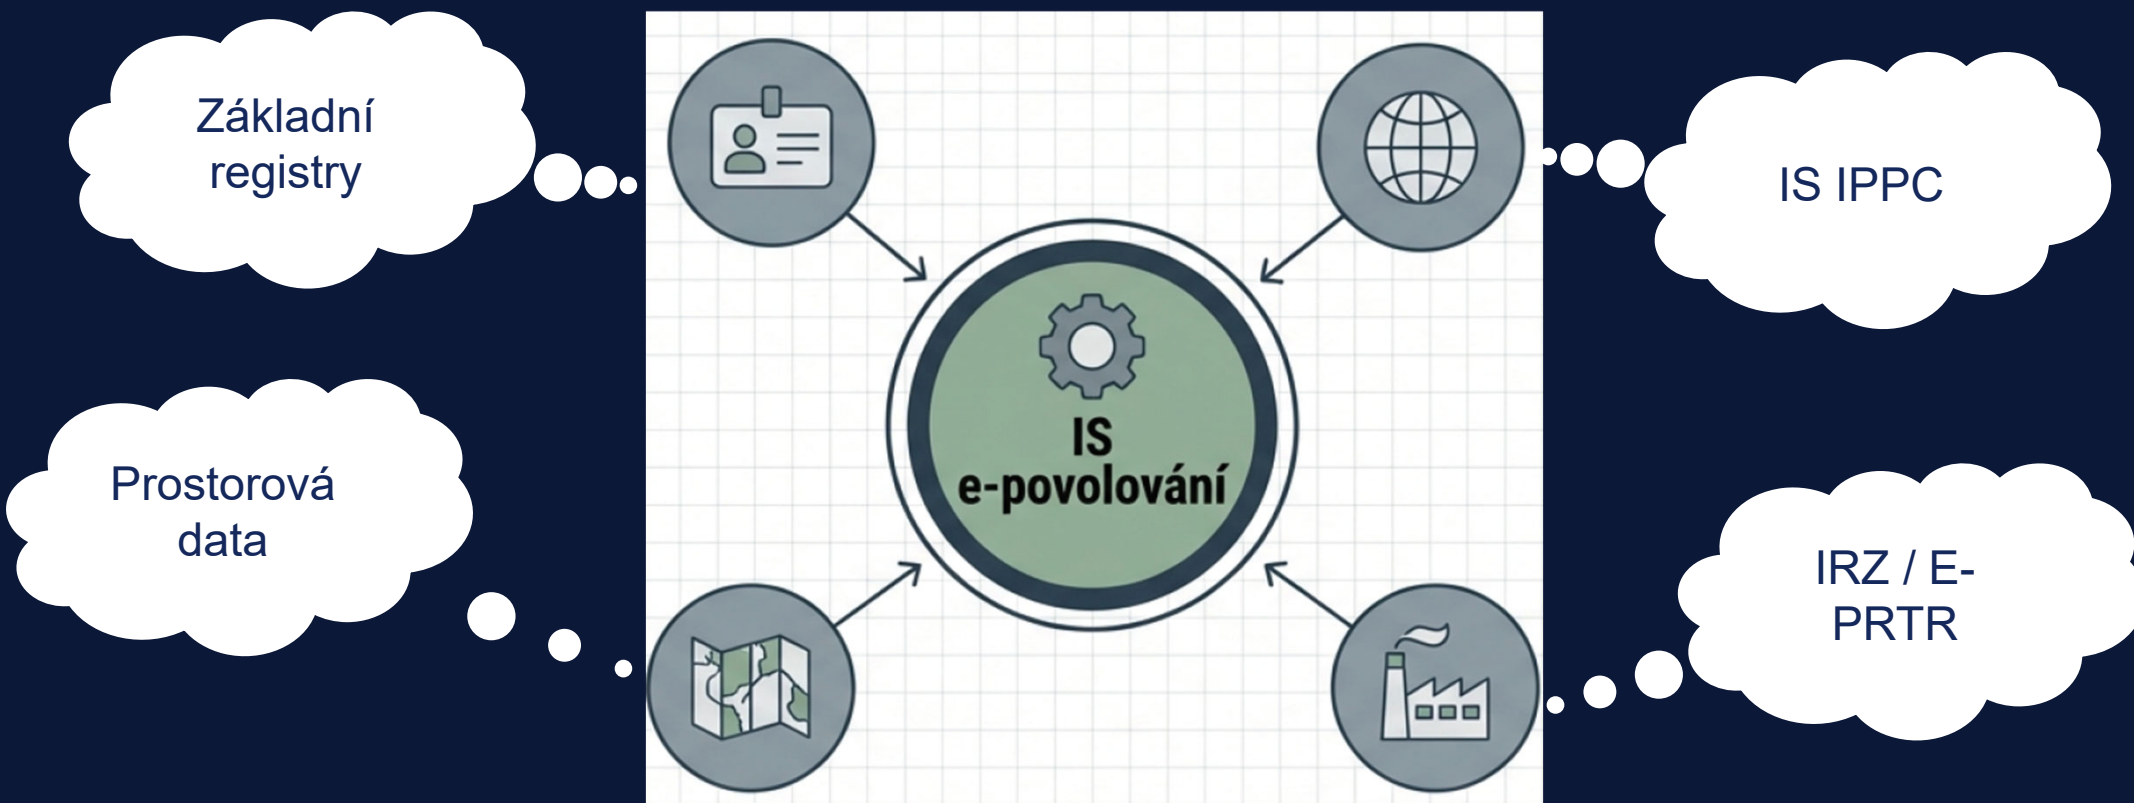 Základní
registry
IS IPPC
IS
e-povolování
Prostorová
data
IRZ / E-
PRTR